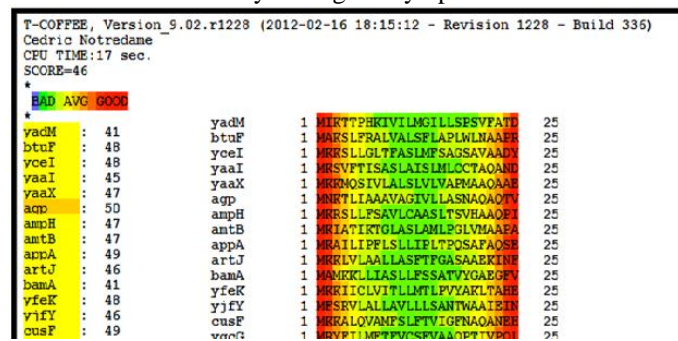 T-COFFEE, Version_9.02.r1228 (2012-02-16 18:15:12 - Revision 1228 - Build 336)
Cedric Notredame
CPU TIME:17 sec.
SCORE=46
*
BAD AVG GOOD
*
yadM : 41
btuF : 48
yceI : 48
yaaI : 45
yaaX : 47
agp : 50
ampH : 47
amtB : 47
appA : 49
artJ : 46
bamA : 41
yfeK : 48
yjfY : 46
cusF : 49
yadM 1 MIKTTPHKIVILMGILLSPSVFATD 25
btuF 1 MAKSLFRALVALSFLAPLWLNAAPR 25
yceI 1 MKKSLLGLTFASLMFSAGSAVAADY 25
yaaI 1 MKSVFTISASLAISLMLCCTAQAND 25
yaaX 1 MKKMQSIVLALSLVLVAPMAAQAAE 25
agp 1 MNKTLIAAAVAGIVLLASNAQAQTV 25
ampH 1 MKRSLLFSAVLCAASLTSVHAAQPI 25
amtB 1 MKIATIKTGLASLAMLPGLVMAAPA 25
appA 1 MKAILIPFLSLLIPLTPQSAFAQSE 25
artJ 1 MKKLVLAALLASFTFGASAAEKINF 25
bamA 1 MAMKKLLIASLLFSSATVYGAEGFV 25
yfeK 1 MKKIICLVITLLMTLPVYAKLTAHE 25
yjfY 1 MFSRVLALLAVLLLSANTWAAIEIN 25
cusF 1 MKKALQVAMFSLFTVIGFNAQANEH 25